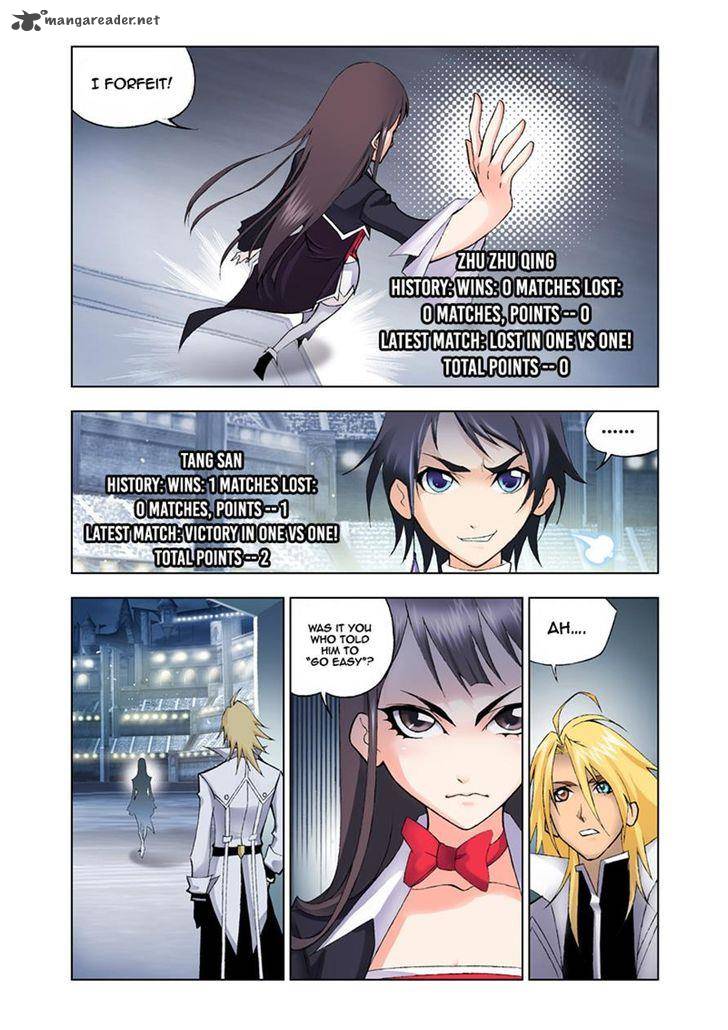 mangareader.net
I FORFEIT!
ZHU ZHU QING
HISTORY: WINS: 0 MATCHES LOST:
0 MATCHES, POINTS -- 0
LATEST MATCH: LOST IN ONE VS ONE!
TOTAL POINTS -- 0
......
TANG SAN
HISTORY: WINS: 1 MATCHES LOST:
0 MATCHES, POINTS -- 1
LATEST MATCH: VICTORY IN ONE VS ONE!
TOTAL POINTS -- 2
WAS IT YOU
WHO TOLD
HIM TO
"GO EASY"?
AH....